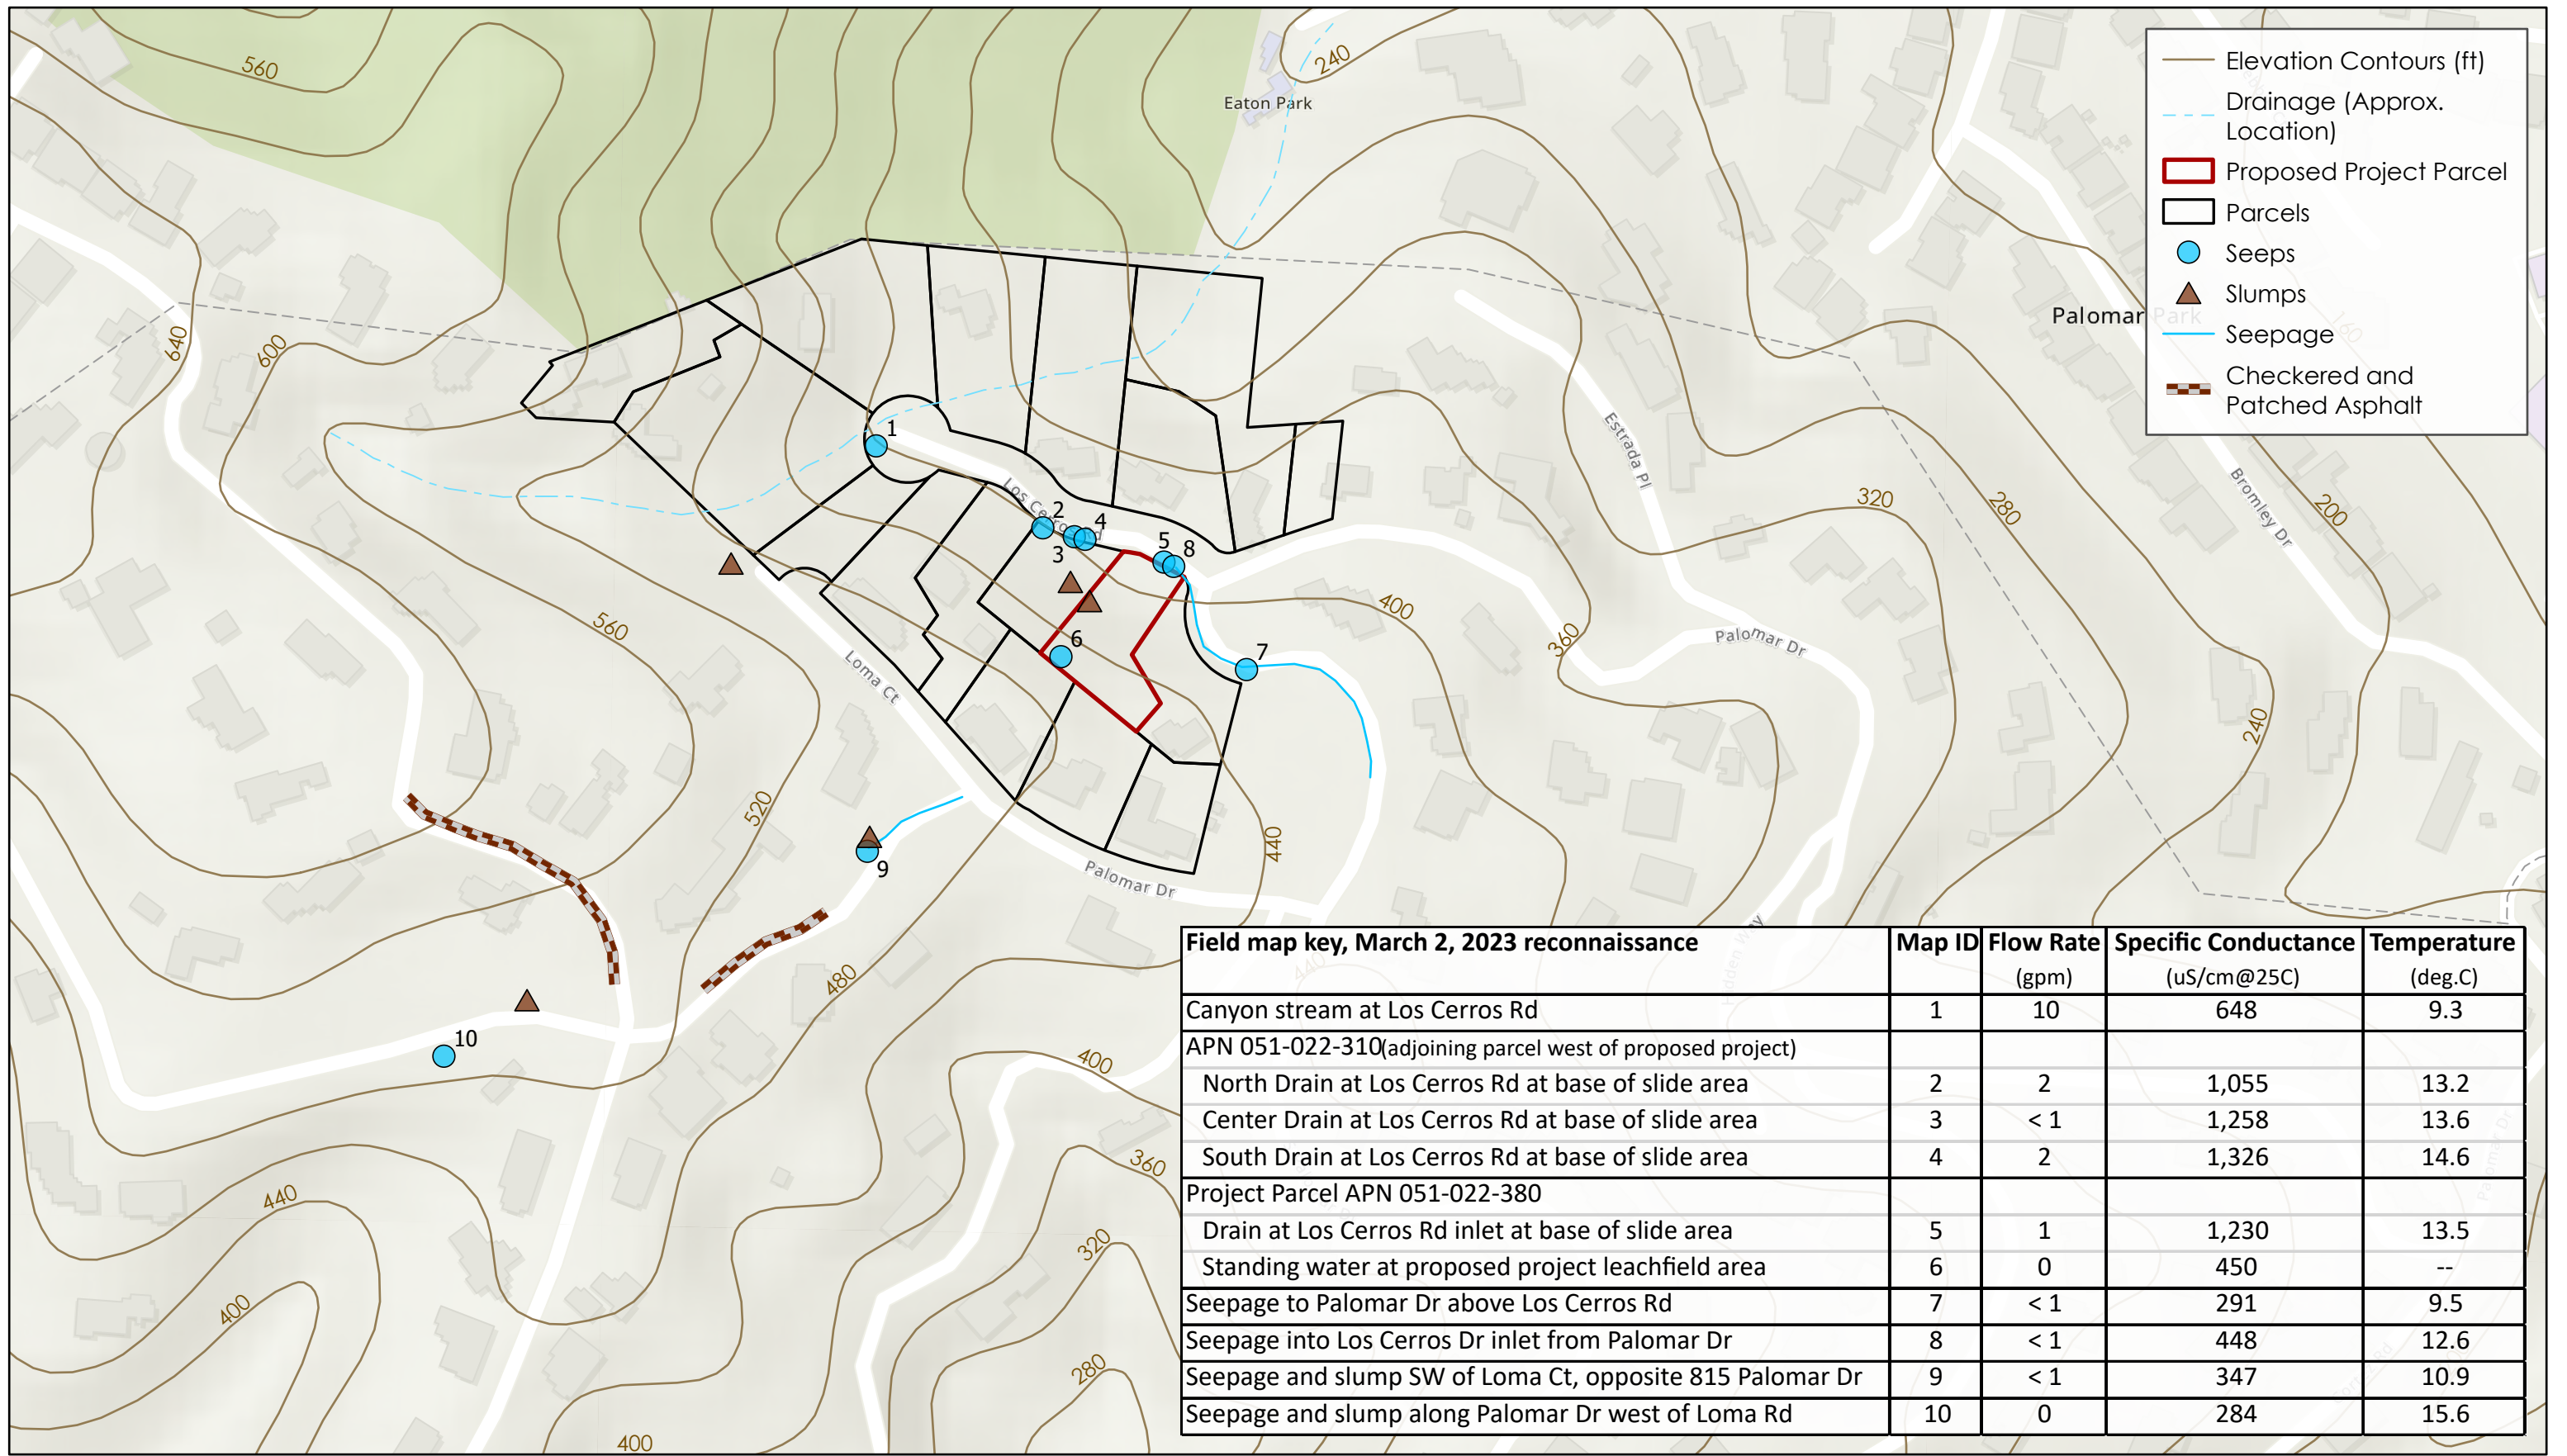 560
240
Eaton Park
Elevation Contours (ft)
Drainage (Approx.
Location)
Proposed Project Parcel
Parcels
Seeps
Slumps
Seepage
Checkered and
Patched Asphalt
Palomar Park
160
640
600
1
Los Cerros Rd
2
3
4
5
8
6
7
9
10
Estrada Pl
320
280
200
Bromley Dr
400
360
Palomar Dr
240
560
Loma Ct
520
440
Palomar Dr
480
400
360
440
320
400
280
400
440
Field map key, March 2, 2023 reconnaissance Map ID Flow Rate Specific Conductance Temperature
(gpm) (uS/cm@25C) (deg.C)
Canyon stream at Los Cerros Rd 1 10 648 9.3
APN 051-022-310(adjoining parcel west of proposed project)
North Drain at Los Cerros Rd at base of slide area 2 2 1,055 13.2
Center Drain at Los Cerros Rd at base of slide area 3 < 1 1,258 13.6
South Drain at Los Cerros Rd at base of slide area 4 2 1,326 14.6
Project Parcel APN 051-022-380
Drain at Los Cerros Rd inlet at base of slide area 5 1 1,230 13.5
Standing water at proposed project leachfield area 6 0 450 --
Seepage to Palomar Dr above Los Cerros Rd 7 < 1 291 9.5
Seepage into Los Cerros Dr inlet from Palomar Dr 8 < 1 448 12.6
Seepage and slump SW of Loma Ct, opposite 815 Palomar Dr 9 < 1 347 10.9
Seepage and slump along Palomar Dr west of Loma Rd 10 0 284 15.6
Palomar Dr